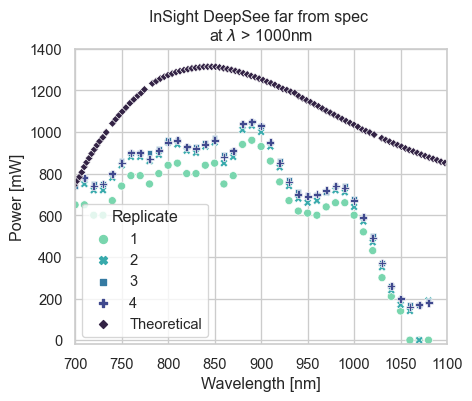 InSight DeepSee far from spec
at λ > 1000nm
1400
1200
1000
800
600
400
200
0
Power [mW]
Replicate
1
2
3
4
Theoretical
700 750 800 850 900 950 1000 1050 1100
Wavelength [nm]